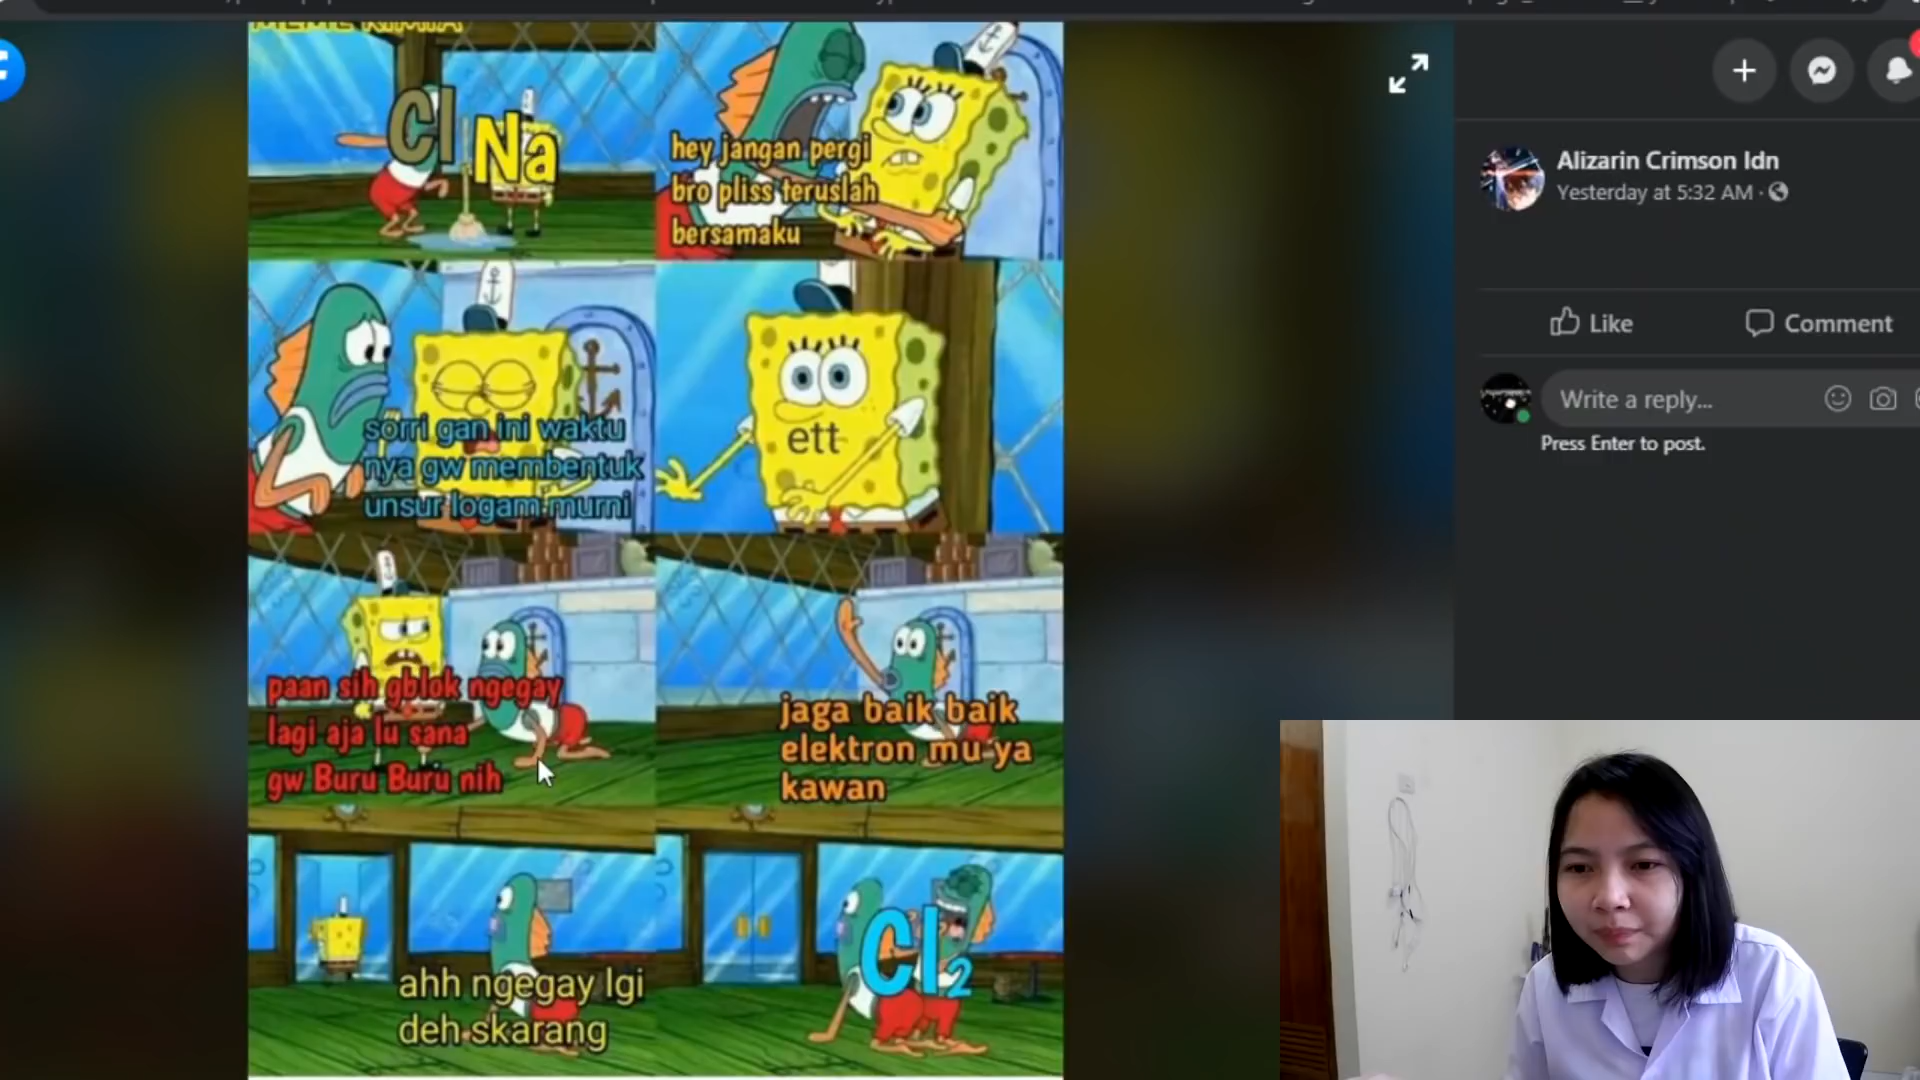 MEME KIMIA
Cl
Na
hey jangan pergi
bro pliss teruslah
bersamaku
sorri gan ini waktu
nya gw membentuk
unsur logam murni
ett
paan sih gblok ngegay
lagi aja lu sana
gw Buru Buru nih
jaga baik baik
elektron mu ya
kawan
ahh ngegay lgi
deh skarang
Cl2
Alizarin Crimson Idn
Yesterday at 5:32 AM ·
Like
Comment
Write a reply...
Press Enter to post.